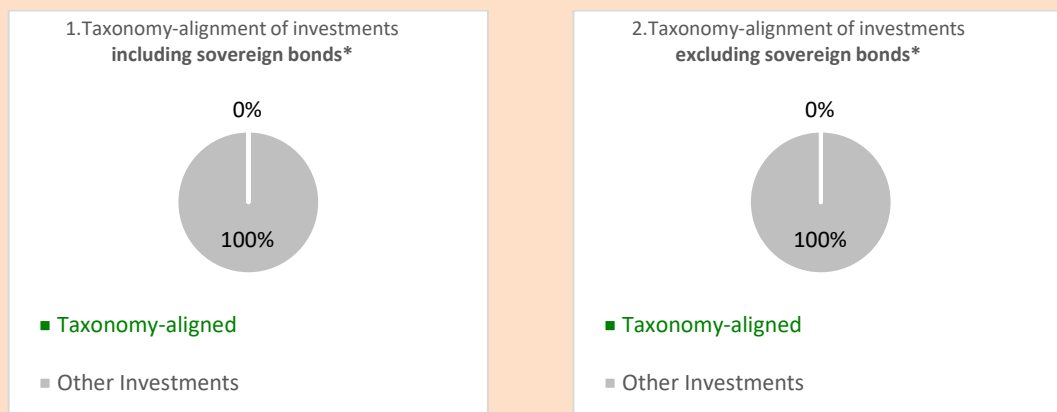 1.Taxonomy-alignment of investments
including sovereign bonds*
0%
100%
■ Taxonomy-aligned
■ Other Investments
2.Taxonomy-alignment of investments
excluding sovereign bonds*
0%
100%
■ Taxonomy-aligned
■ Other Investments